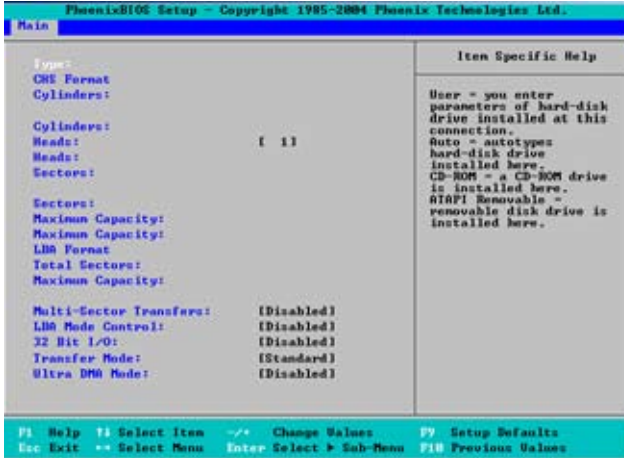 PhoenixBIOS Setup - Copyright 1985-2004 Phoenix Technologies Ltd.
Main
Type:
CHS Format
Cylinders:
Cylinders:
Heads: [ 1]
Heads:
Sectors:
Sectors:
Maximum Capacity:
Maximum Capacity:
LBA Format
Total Sectors:
Maximum Capacity:
Multi-Sector Transfers: [Disabled]
LBA Mode Control: [Disabled]
32 Bit I/O: [Disabled]
Transfer Mode: [Standard]
Ultra DMA Mode: [Disabled]
Item Specific Help
User = you enter
parameters of hard-disk
drive installed at this
connection.
Auto = autotypes
hard-disk drive
installed here.
CD-ROM = a CD-ROM drive
is installed here.
ATAPI Removable =
removable disk drive is
installed here.
F1 Help ↑↓ Select Item -/+ Change Values F9 Setup Defaults
Esc Exit ↔ Select Menu Enter Select ▶ Sub-Menu F10 Previous Values